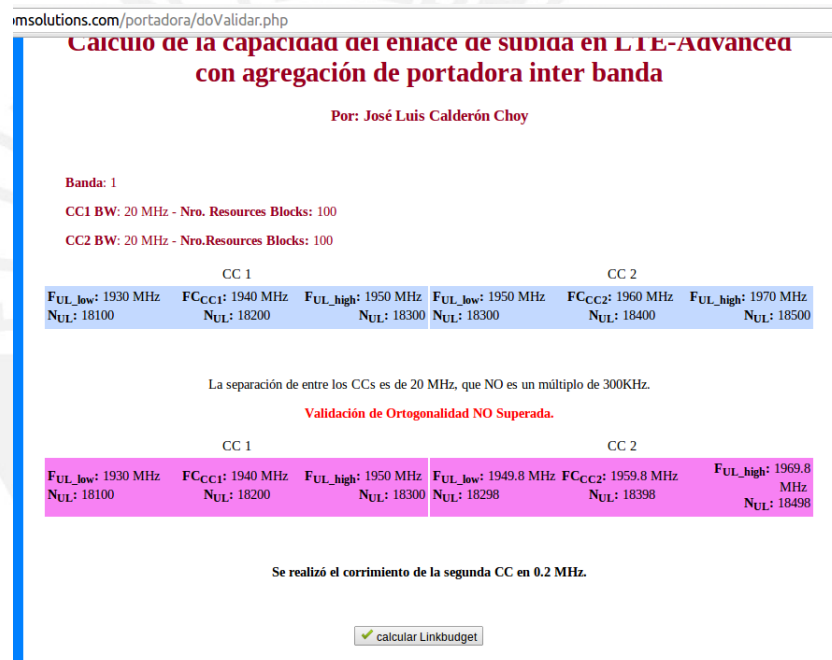 omsolutions.com/portadora/doValidar.php
Cálculo de la capacidad del enlace de subida en LTE-Advanced
con agregación de portadora inter banda
Por: José Luis Calderón Choy
Banda: 1
CC1 BW: 20 MHz - Nro. Resources Blocks: 100
CC2 BW: 20 MHz - Nro.Resources Blocks: 100
CC 1 CC 2
FUL_low: 1930 MHz FCCC1: 1940 MHz FUL_high: 1950 MHz FUL_low: 1950 MHz FCCC2: 1960 MHz FUL_high: 1970 MHz
NUL: 18100 NUL: 18200 NUL: 18300 NUL: 18300 NUL: 18400 NUL: 18500
La separación de entre los CCs es de 20 MHz, que NO es un múltiplo de 300KHz.
Validación de Ortogonalidad NO Superada.
CC 1 CC 2
FUL_low: 1930 MHz FCCC1: 1940 MHz FUL_high: 1950 MHz FUL_low: 1949.8 MHz FCCC2: 1959.8 MHz FUL_high: 1969.8
MHz
NUL: 18100 NUL: 18200 NUL: 18300 NUL: 18298 NUL: 18398 NUL: 18498
Se realizó el corrimiento de la segunda CC en 0.2 MHz.
calcular Linkbudget